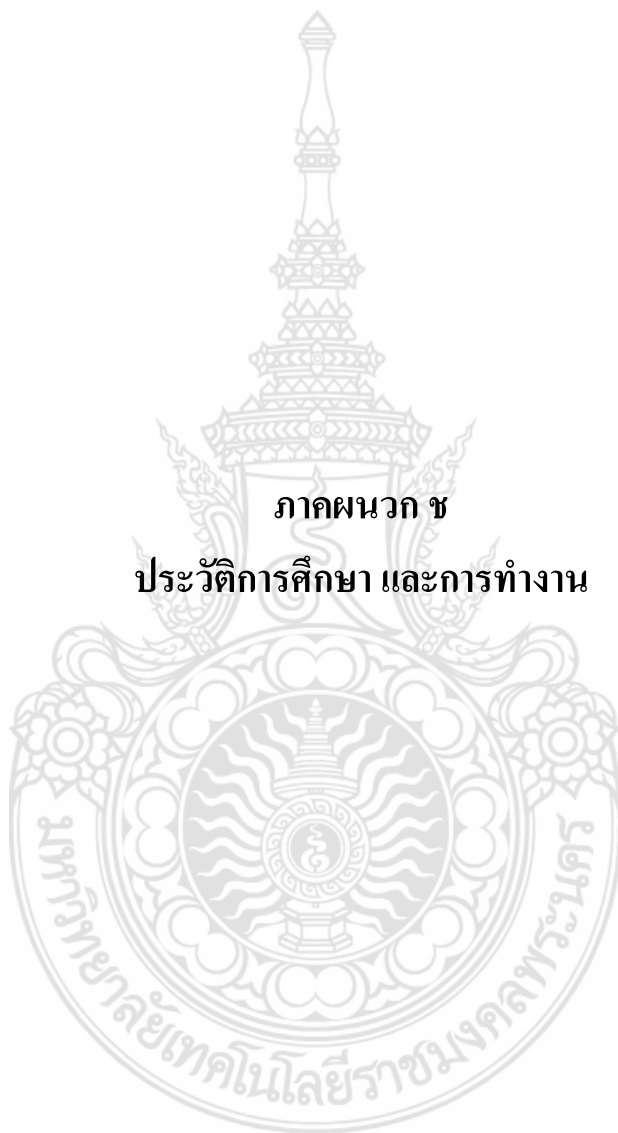 ภาคผนวก ช
ประวัติการศึกษา และการทำงาน
มหาวิทยาลัยเทคโนโลยีราชมงคลพระนคร